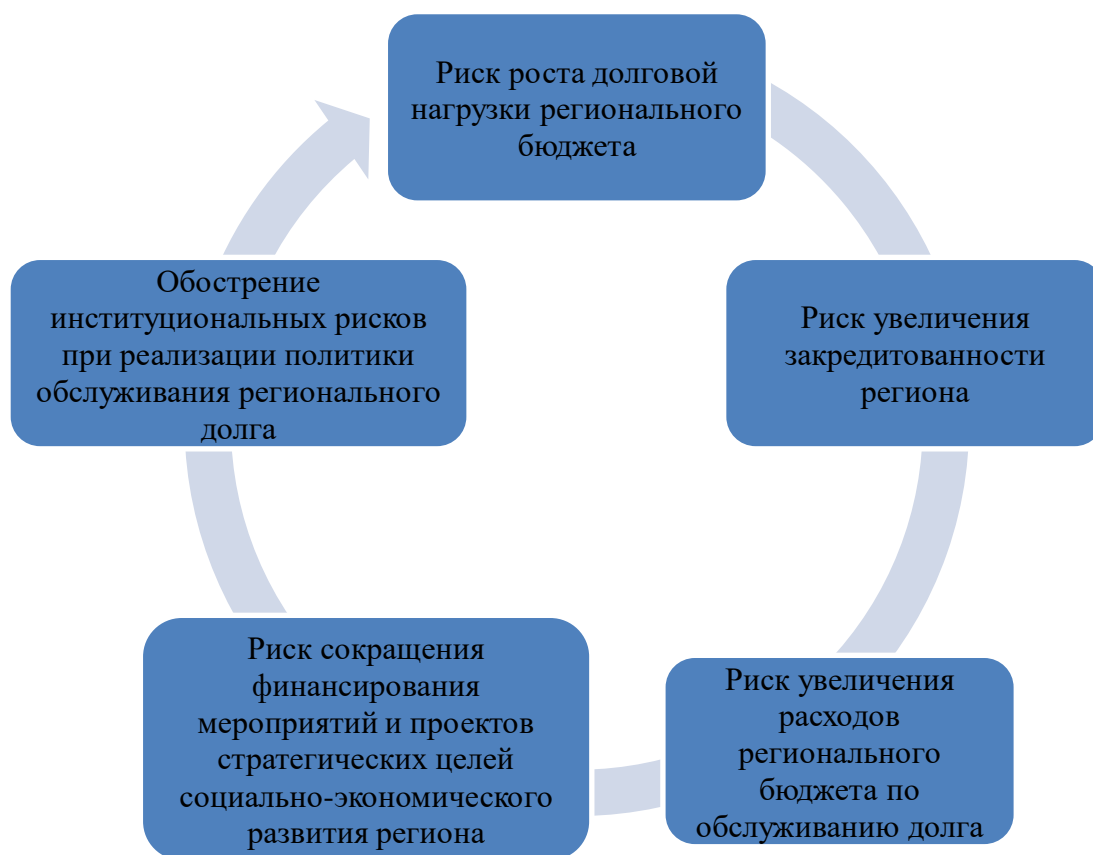 Риск роста долговой
нагрузки регионального
бюджета
Риск увеличения
закредитованности
региона
Риск увеличения
расходов
регионального
бюджета по
обслуживанию долга
Риск сокращения
финансирования
мероприятий и проектов
стратегических целей
социально-экономического
развития региона
Обострение
институциональных рисков
при реализации политики
обслуживания регионального
долга